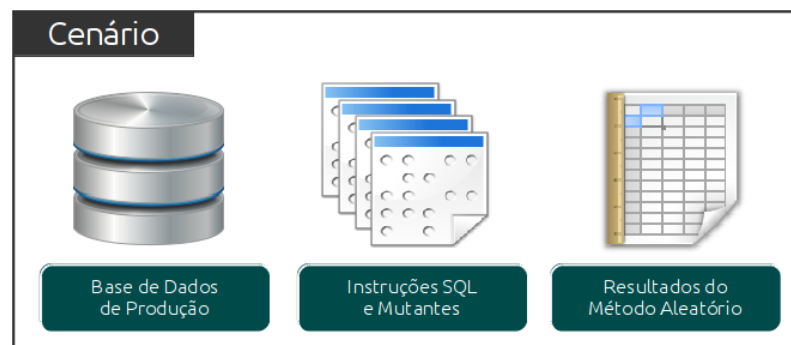 Cenário
Base de Dados
de Produção
Instruções SQL
e Mutantes
Resultados do
Método Aleatório